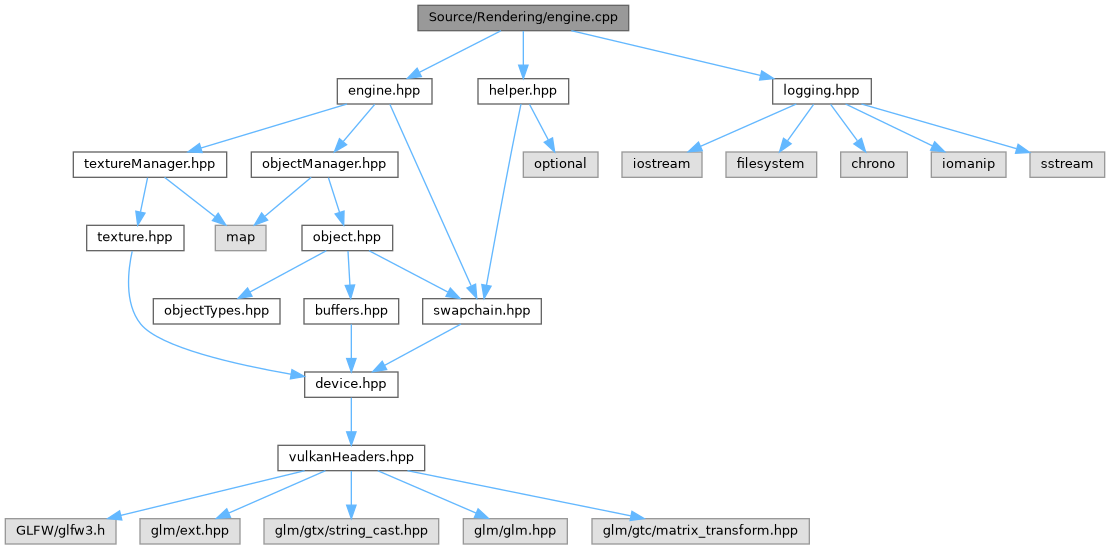 Source/Rendering/engine.cpp
engine.hpp
helper.hpp
logging.hpp
textureManager.hpp
objectManager.hpp
optional
iostream
filesystem
chrono
iomanip
sstream
texture.hpp
map
object.hpp
objectTypes.hpp
buffers.hpp
swapchain.hpp
device.hpp
vulkanHeaders.hpp
GLFW/glfw3.h
glm/ext.hpp
glm/gtx/string_cast.hpp
glm/glm.hpp
glm/gtc/matrix_transform.hpp